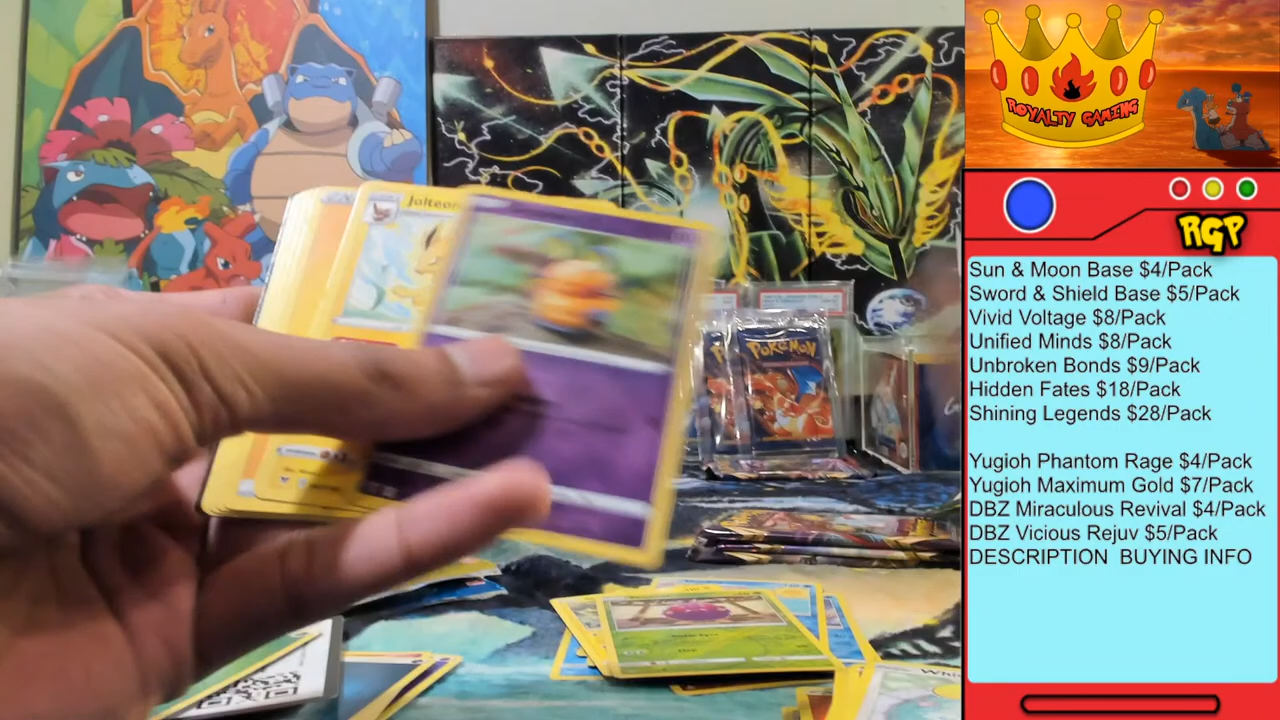 ROYALTY GAMING
RGP
Sun & Moon Base $4/Pack
Sword & Shield Base $5/Pack
Vivid Voltage $8/Pack
Unified Minds $8/Pack
Unbroken Bonds $9/Pack
Hidden Fates $18/Pack
Shining Legends $28/Pack
Yugioh Phantom Rage $4/Pack
Yugioh Maximum Gold $7/Pack
DBZ Miraculous Revival $4/Pack
DBZ Vicious Rejuv $5/Pack
DESCRIPTION BUYING INFO
Jolteon
POKEMON